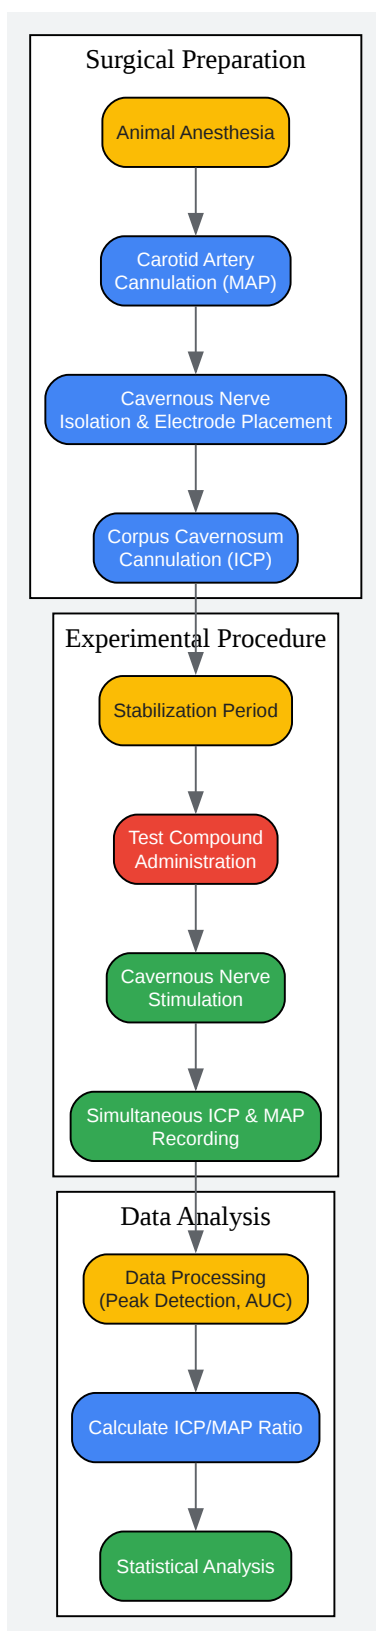 Surgical Preparation
Animal Anesthesia
Carotid Artery
Cannulation (MAP)
Cavernous Nerve
Isolation & Electrode Placement
Corpus Cavernosum
Cannulation (ICP)
Experimental Procedure
Stabilization Period
Test Compound
Administration
Cavernous Nerve
Stimulation
Simultaneous ICP & MAP
Recording
Data Analysis
Data Processing
(Peak Detection, AUC)
Calculate ICP/MAP Ratio
Statistical Analysis